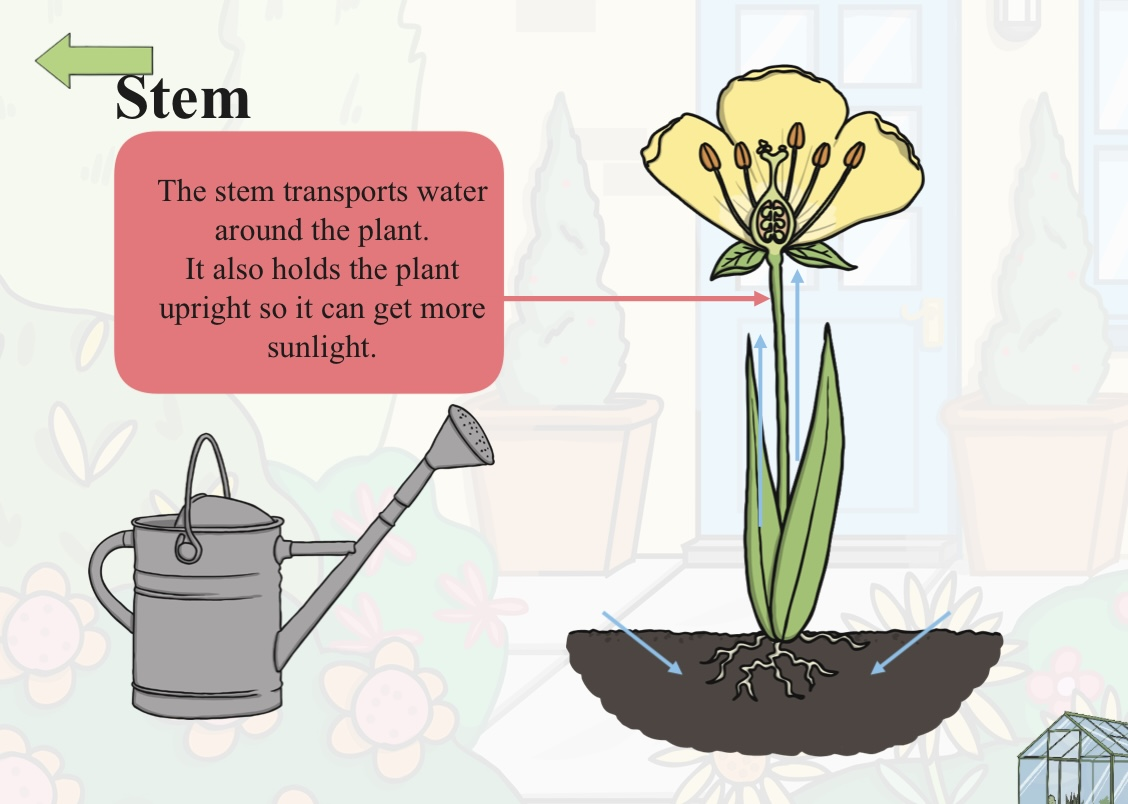 Stem
The stem transports water
around the plant.
It also holds the plant
upright so it can get more
sunlight.